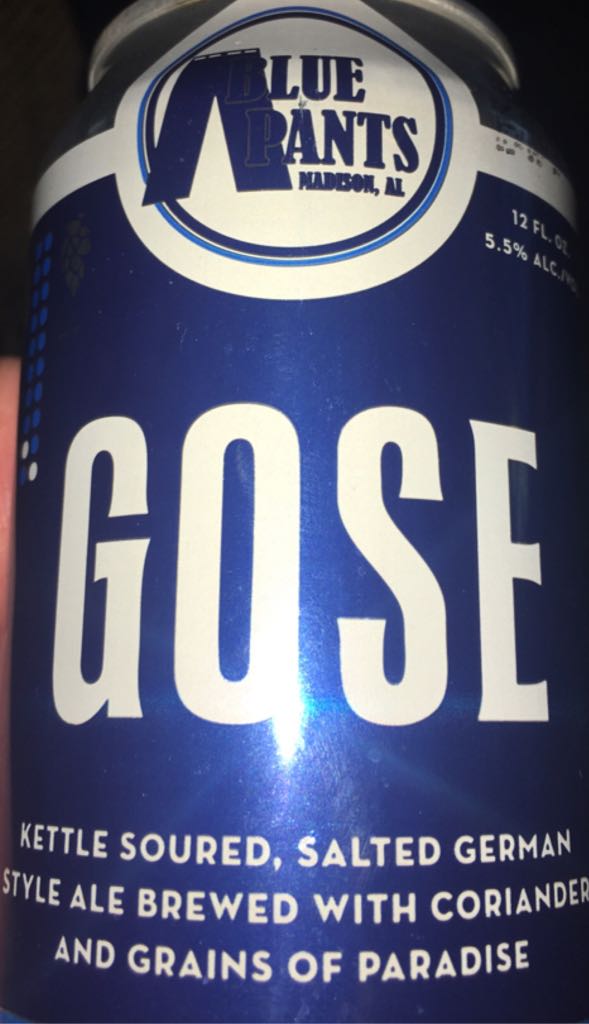 BLUE
PANTS
MADISON, AL
12 FL. OZ.
5.5% ALC./
GOSE
KETTLE SOURED, SALTED GERMAN
STYLE ALE BREWED WITH CORIANDER
AND GRAINS OF PARADISE